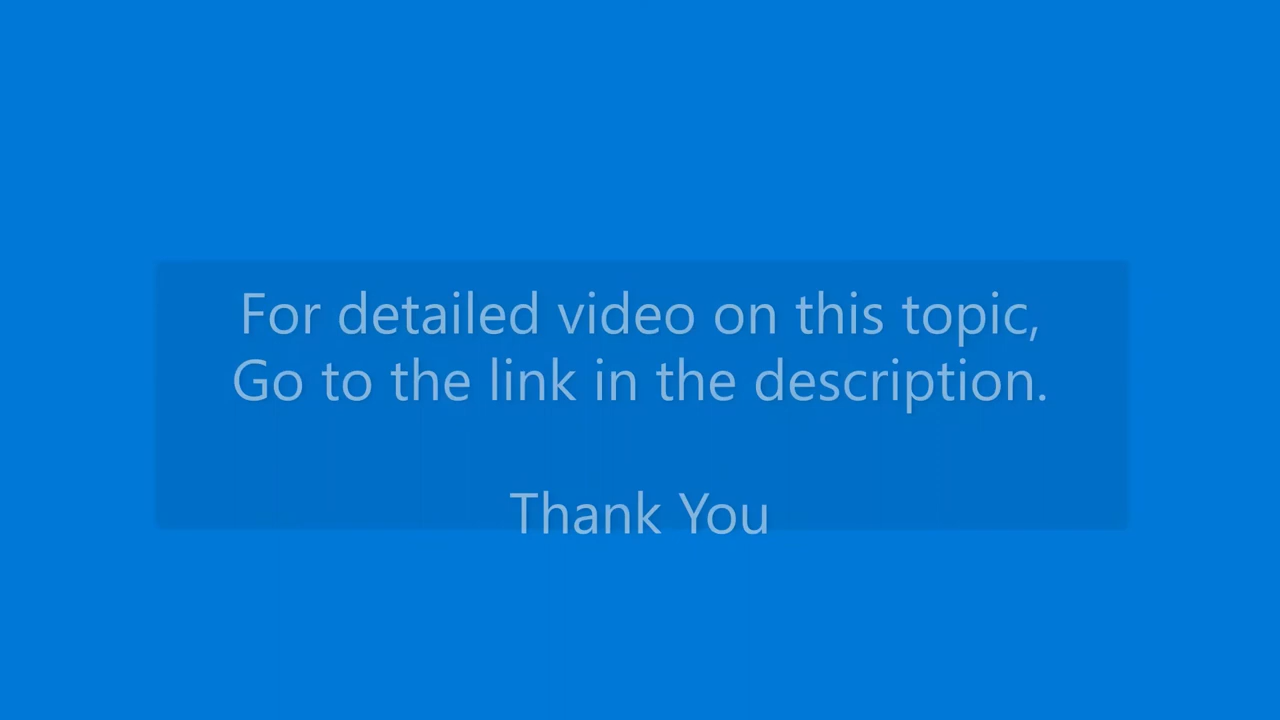 For detailed video on this topic,
Go to the link in the description.
Thank You